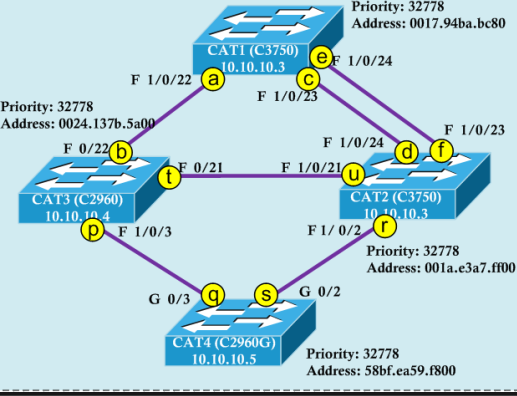 Priority: 32778
Address: 0017.94ba.bc80
CAT1 (C3750)
10.10.10.3
e
F 1/0/24
F 1/0/22
a
c
F 1/0/23
Priority: 32778
Address: 0024.137b.5a00
F 1/0/24
F 1/0/23
F 0/22
b
d
f
F 0/21
F 1/0/21
t
u
CAT3 (C2960)
10.10.10.4
CAT2 (C3750)
10.10.10.3
p
F 1/0/3
F 1/ 0/2
r
Priority: 32778
Address: 001a.e3a7.ff00
G 0/3
q
s
G 0/2
CAT4 (C2960G)
10.10.10.5
Priority: 32778
Address: 58bf.ea59.f800